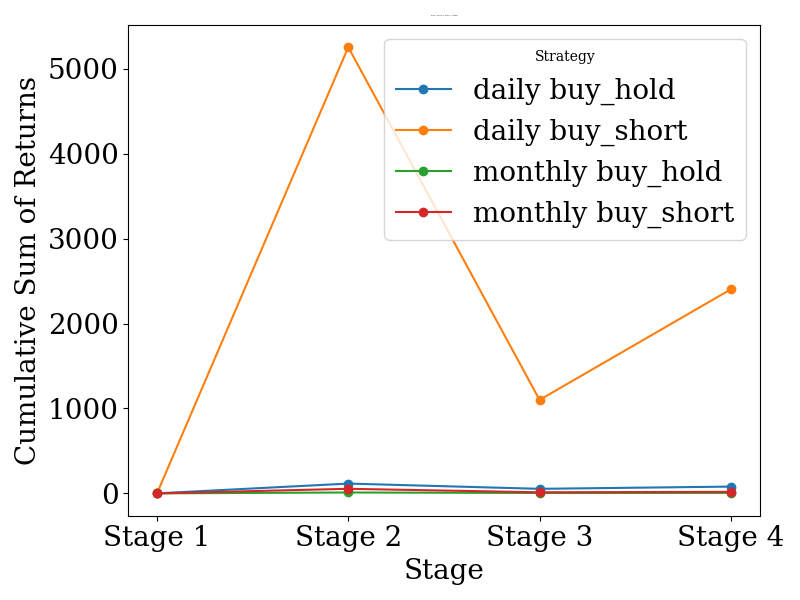 Strategy
daily buy_hold
daily buy_short
monthly buy_hold
monthly buy_short
Cumulative Sum of Returns
5000
4000
3000
2000
1000
0
Stage 1 Stage 2 Stage 3 Stage 4
Stage